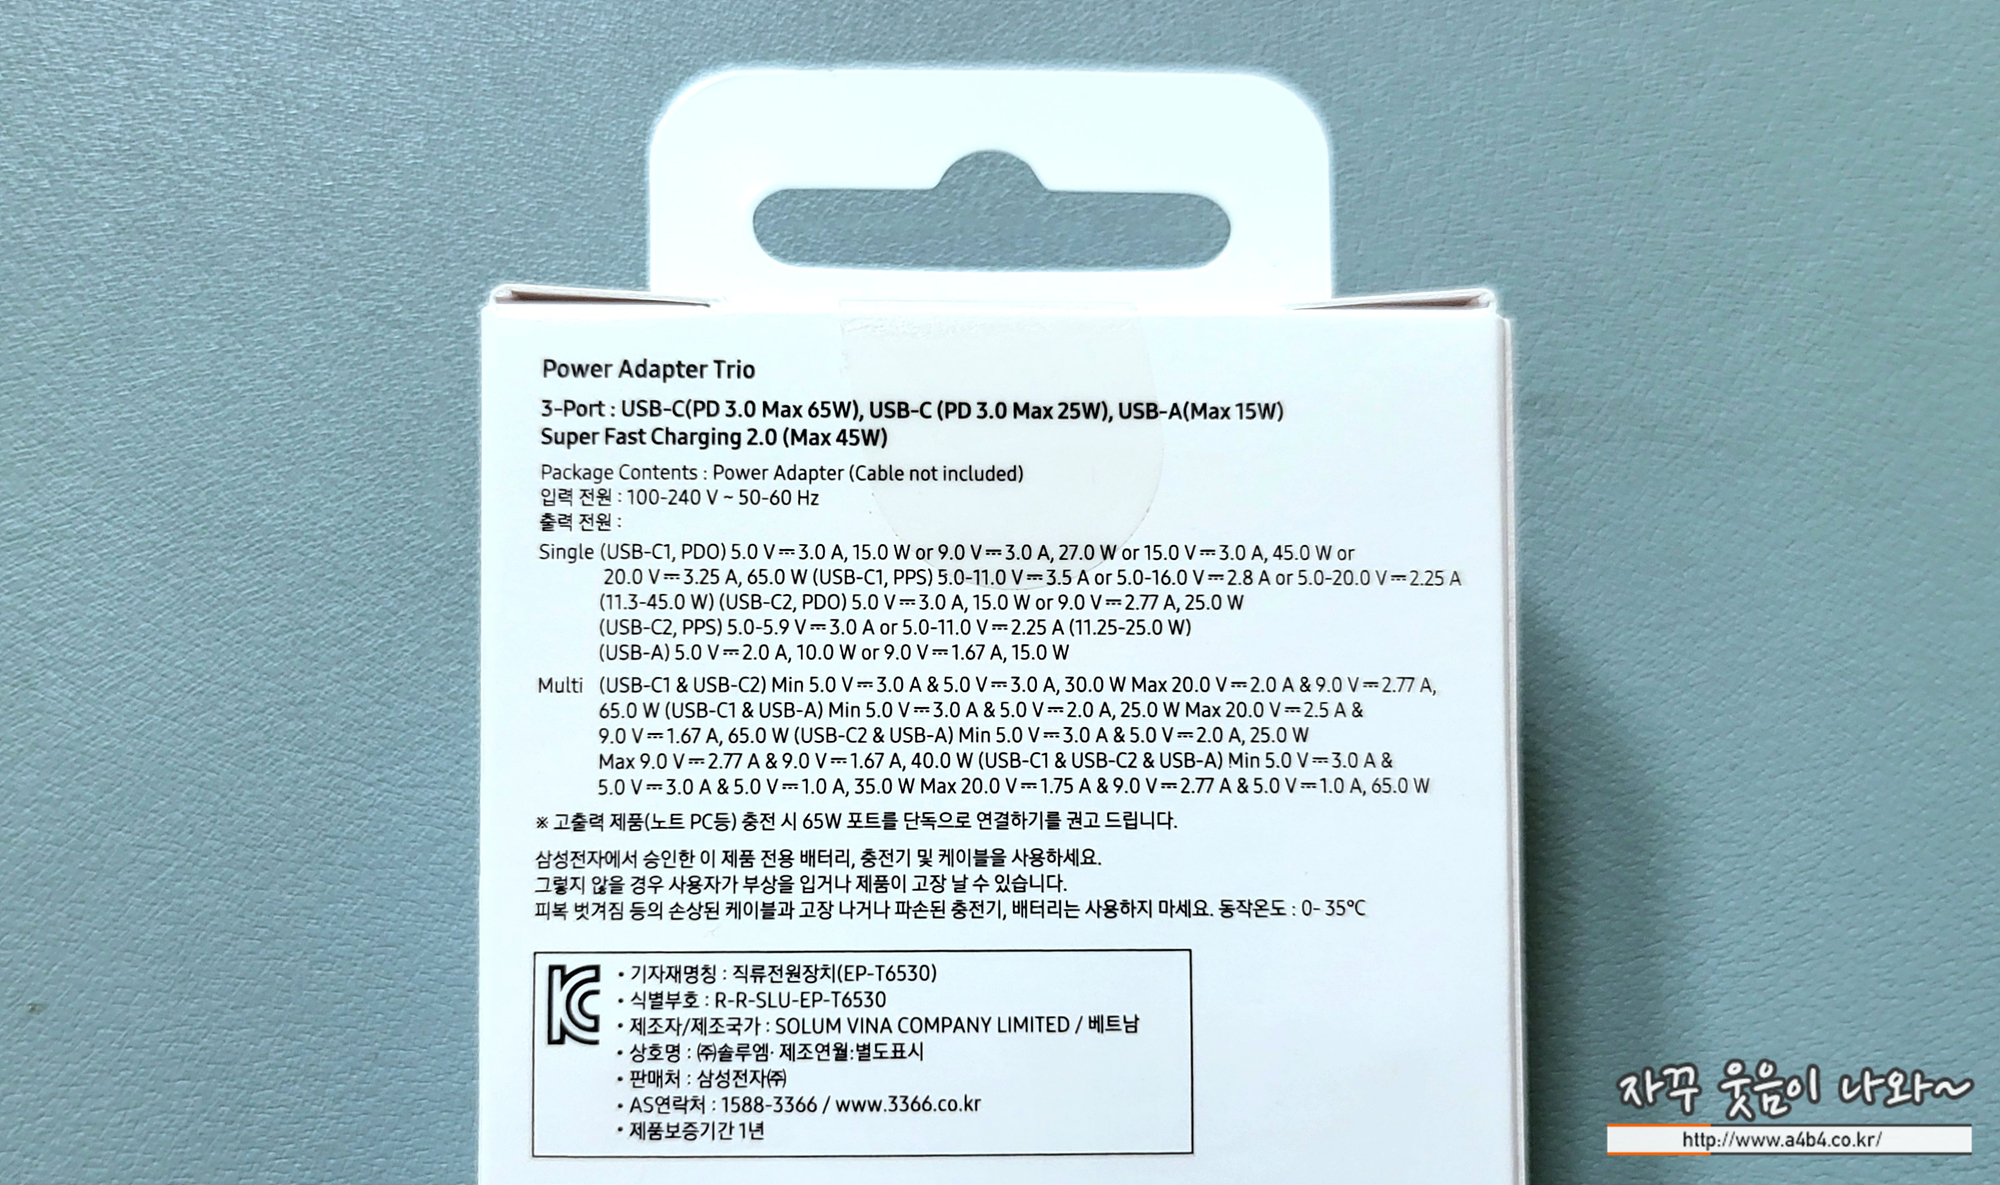 Power Adapter Trio
3-Port : USB-C(PD 3.0 Max 65W), USB-C (PD 3.0 Max 25W), USB-A(Max 15W)
Super Fast Charging 2.0 (Max 45W)
Package Contents : Power Adapter (Cable not included)
입력 전원 : 100-240 V ~ 50-60 Hz
출력 전원 :
Single (USB-C1, PDO) 5.0 V⎓3.0 A, 15.0 W or 9.0 V⎓3.0 A, 27.0 W or 15.0 V⎓3.0 A, 45.0 W or
20.0 V⎓3.25 A, 65.0 W (USB-C1, PPS) 5.0-11.0 V⎓3.5 A or 5.0-16.0 V⎓2.8 A or 5.0-20.0 V⎓2.25 A
(11.3-45.0 W) (USB-C2, PDO) 5.0 V⎓3.0 A, 15.0 W or 9.0 V⎓2.77 A, 25.0 W
(USB-C2, PPS) 5.0-5.9 V⎓3.0 A or 5.0-11.0 V⎓2.25 A (11.25-25.0 W)
(USB-A) 5.0 V⎓2.0 A, 10.0 W or 9.0 V⎓1.67 A, 15.0 W
Multi (USB-C1 & USB-C2) Min 5.0 V⎓3.0 A & 5.0 V⎓3.0 A, 30.0 W Max 20.0 V⎓2.0 A & 9.0 V⎓2.77 A,
65.0 W (USB-C1 & USB-A) Min 5.0 V⎓3.0 A & 5.0 V⎓2.0 A, 25.0 W Max 20.0 V⎓2.5 A &
9.0 V⎓1.67 A, 65.0 W (USB-C2 & USB-A) Min 5.0 V⎓3.0 A & 5.0 V⎓2.0 A, 25.0 W
Max 9.0 V⎓2.77 A & 9.0 V⎓1.67 A, 40.0 W (USB-C1 & USB-C2 & USB-A) Min 5.0 V⎓3.0 A &
5.0 V⎓3.0 A & 5.0 V⎓1.0 A, 35.0 W Max 20.0 V⎓1.75 A & 9.0 V⎓2.77 A & 5.0 V⎓1.0 A, 65.0 W
※ 고출력 제품(노트 PC등) 충전 시 65W 포트를 단독으로 연결하기를 권고 드립니다.
삼성전자에서 승인한 이 제품 전용 배터리, 충전기 및 케이블을 사용하세요.
그렇지 않을 경우 사용자가 부상을 입거나 제품이 고장 날 수 있습니다.
피복 벗겨짐 등의 손상된 케이블과 고장 나거나 파손된 충전기, 배터리는 사용하지 마세요. 동작온도 : 0- 35℃
KC
• 기자재명칭 : 직류전원장치(EP-T6530)
• 식별부호 : R-R-SLU-EP-T6530
• 제조자/제조국가 : SOLUM VINA COMPANY LIMITED / 베트남
• 상호명 : ㈜솔루엠· 제조연월:별도표시
• 판매처 : 삼성전자㈜
• AS연락처 : 1588-3366 / www.3366.co.kr
• 제품보증기간 1년
자꾸 웃음이 나와~
http://www.a4b4.co.kr/